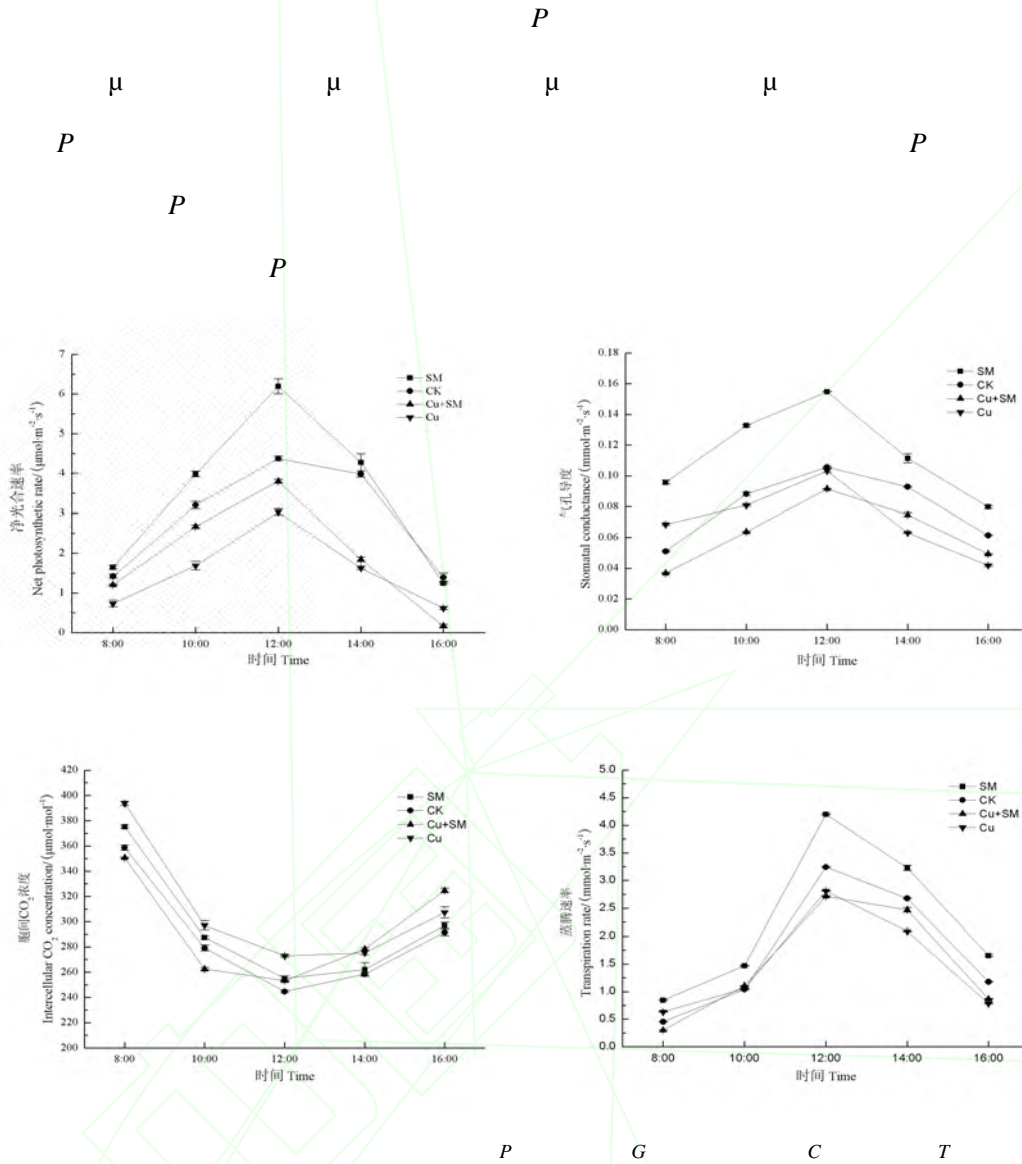 P
μ μ μ μ
P P
P
P
7
6
5
4
3
2
1
0
净光合速率
Net photosynthetic rate/(μmol·m⁻²·s⁻¹)
SM
CK
Cu+SM
Cu
8:00 10:00 12:00 14:00 16:00
时间 Time
0.18
0.16
0.14
0.12
0.10
0.08
0.06
0.04
0.02
0.00
气孔导度
Stomatal conductance/(mmol·m⁻²·s⁻¹)
SM
CK
Cu+SM
Cu
8:00 10:00 12:00 14:00 16:00
时间 Time
420
400
380
360
340
320
300
280
260
240
220
200
胞间CO₂浓度
Intercellular CO₂ concentration/(μmol·mol⁻¹)
SM
CK
Cu+SM
Cu
8:00 10:00 12:00 14:00 16:00
时间 Time
5.0
4.5
4.0
3.5
3.0
2.5
2.0
1.5
1.0
0.5
0.0
蒸腾速率
Transpiration rate/(mmol·m⁻²·s⁻¹)
SM
CK
Cu+SM
Cu
8:00 10:00 12:00 14:00 16:00
时间 Time
P G C T